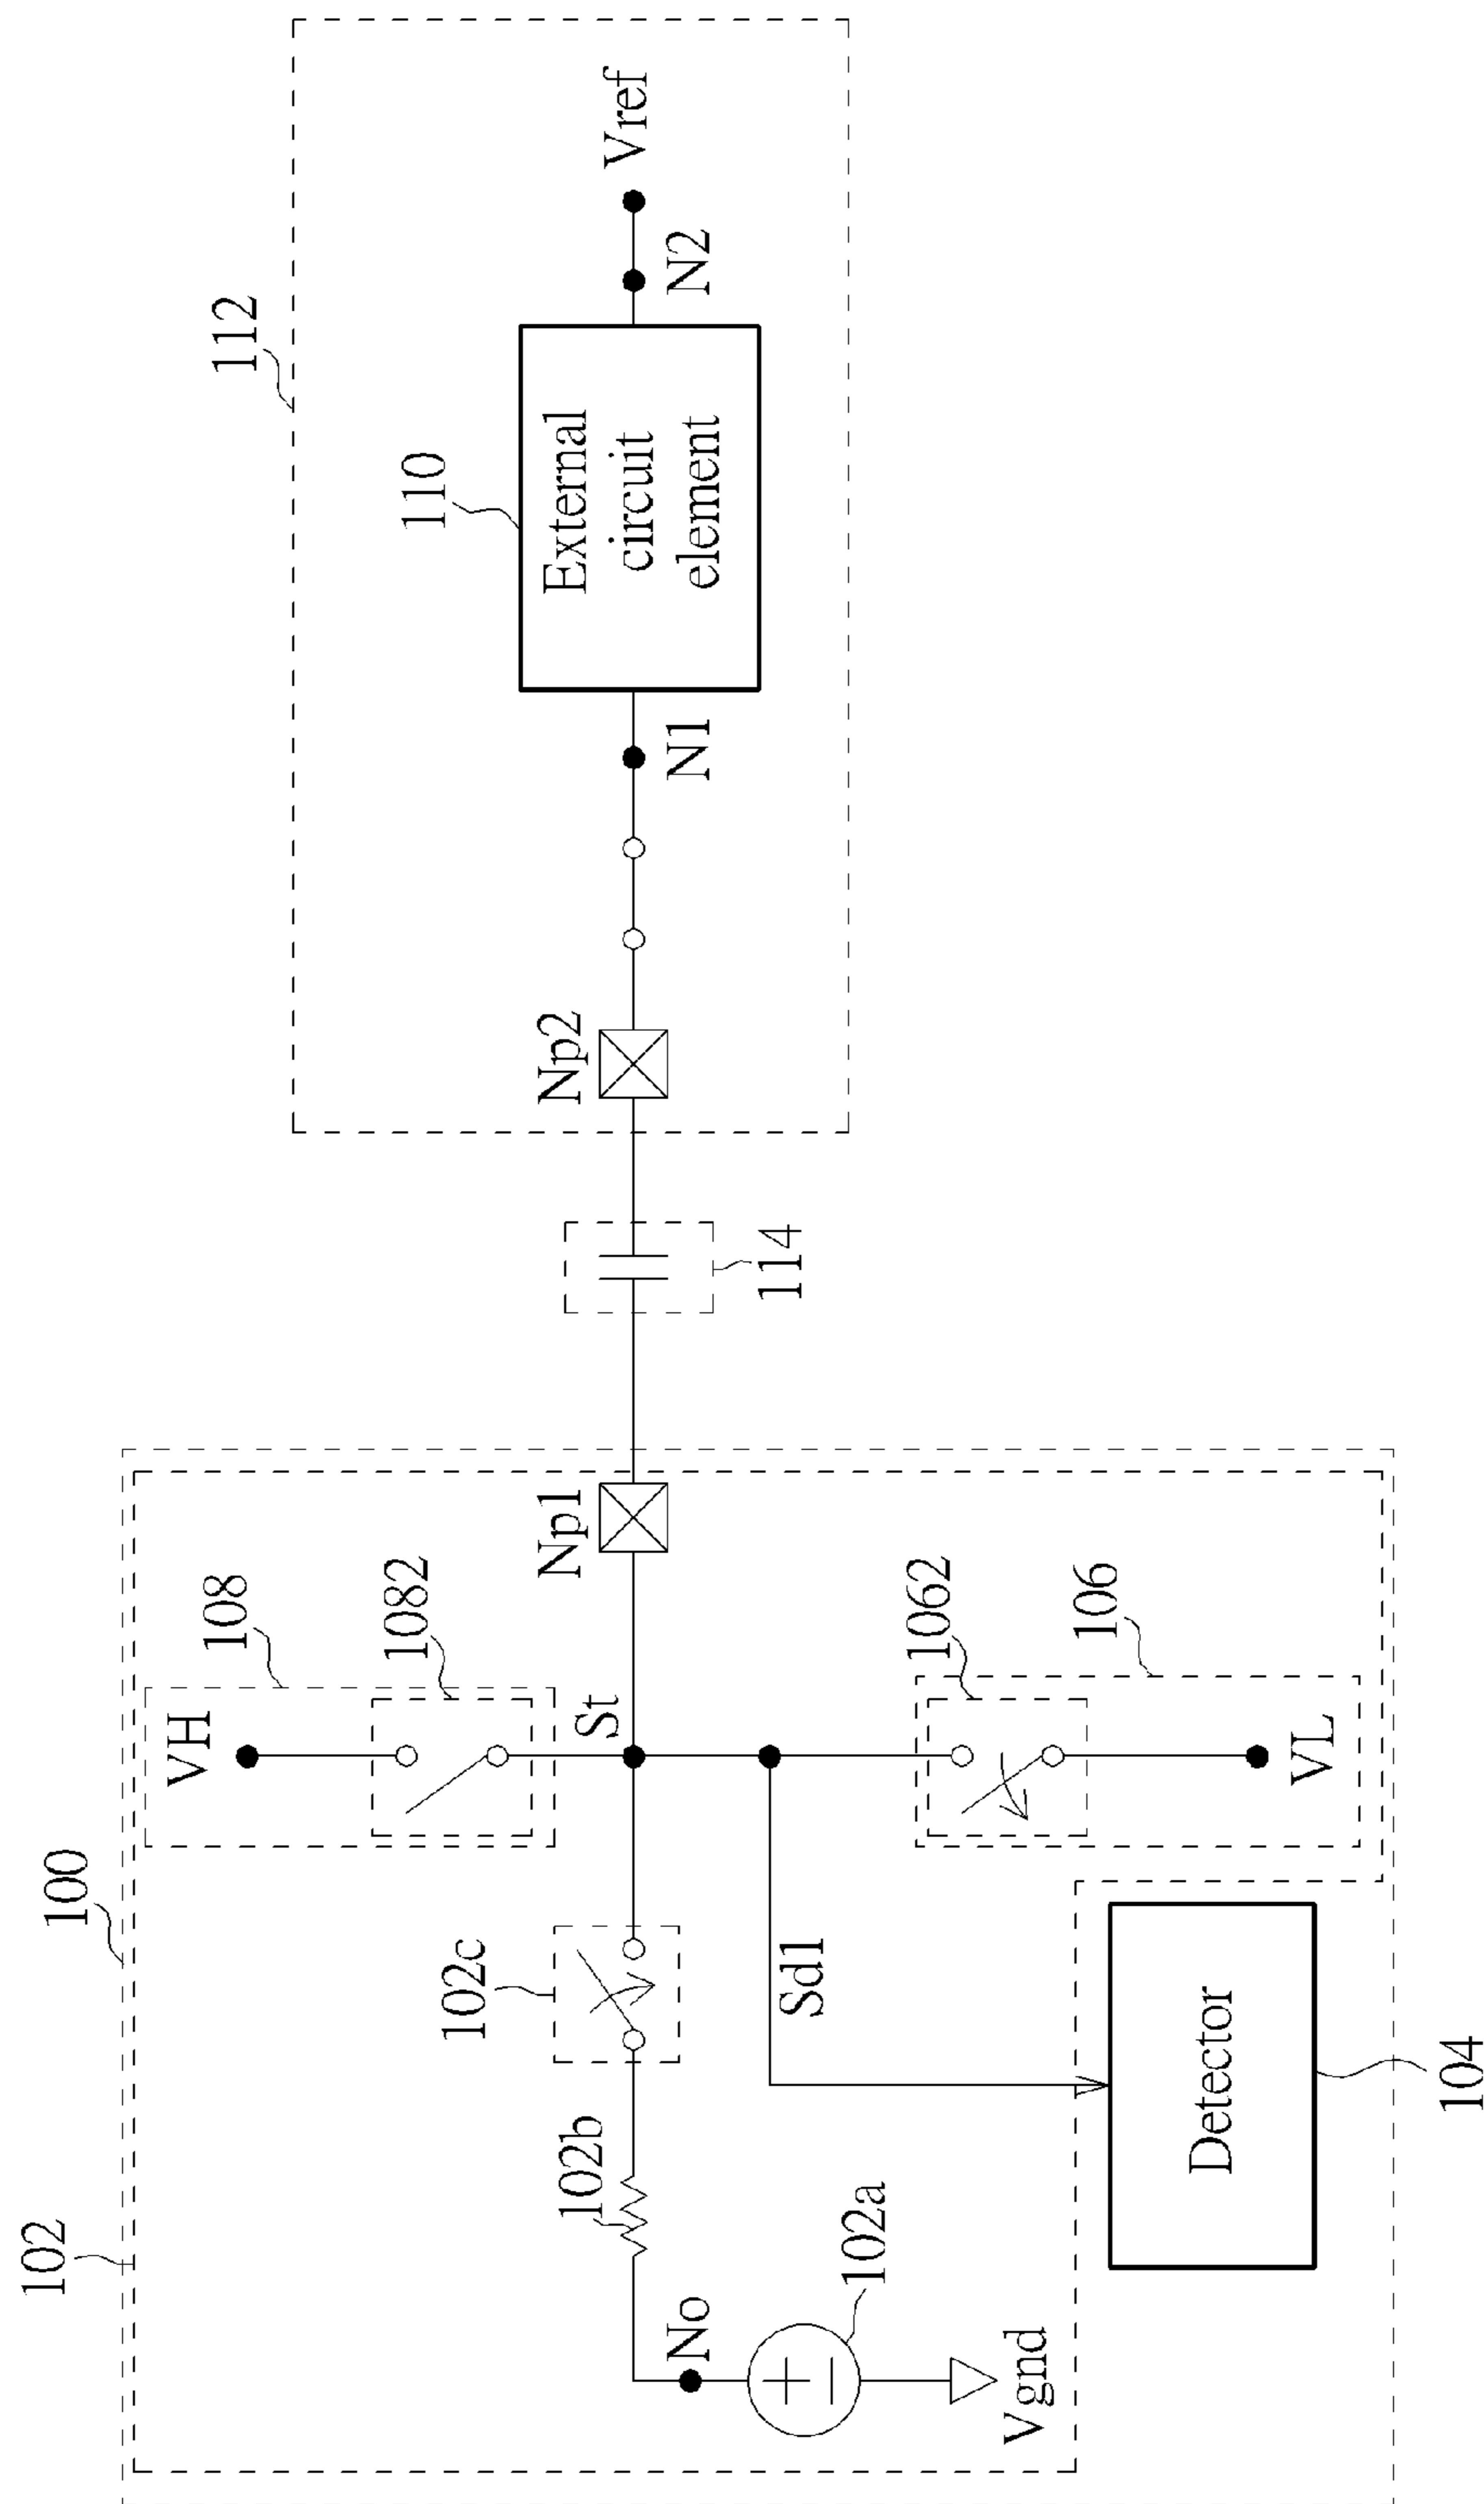 102
100
108
VH
1082
St
Np1
Np2
112
110
External
circuit
element
N1
N2
Vref
114
102c
102b
No
102a
Vgnd
Sd1
1062
106
VL
Detector
104